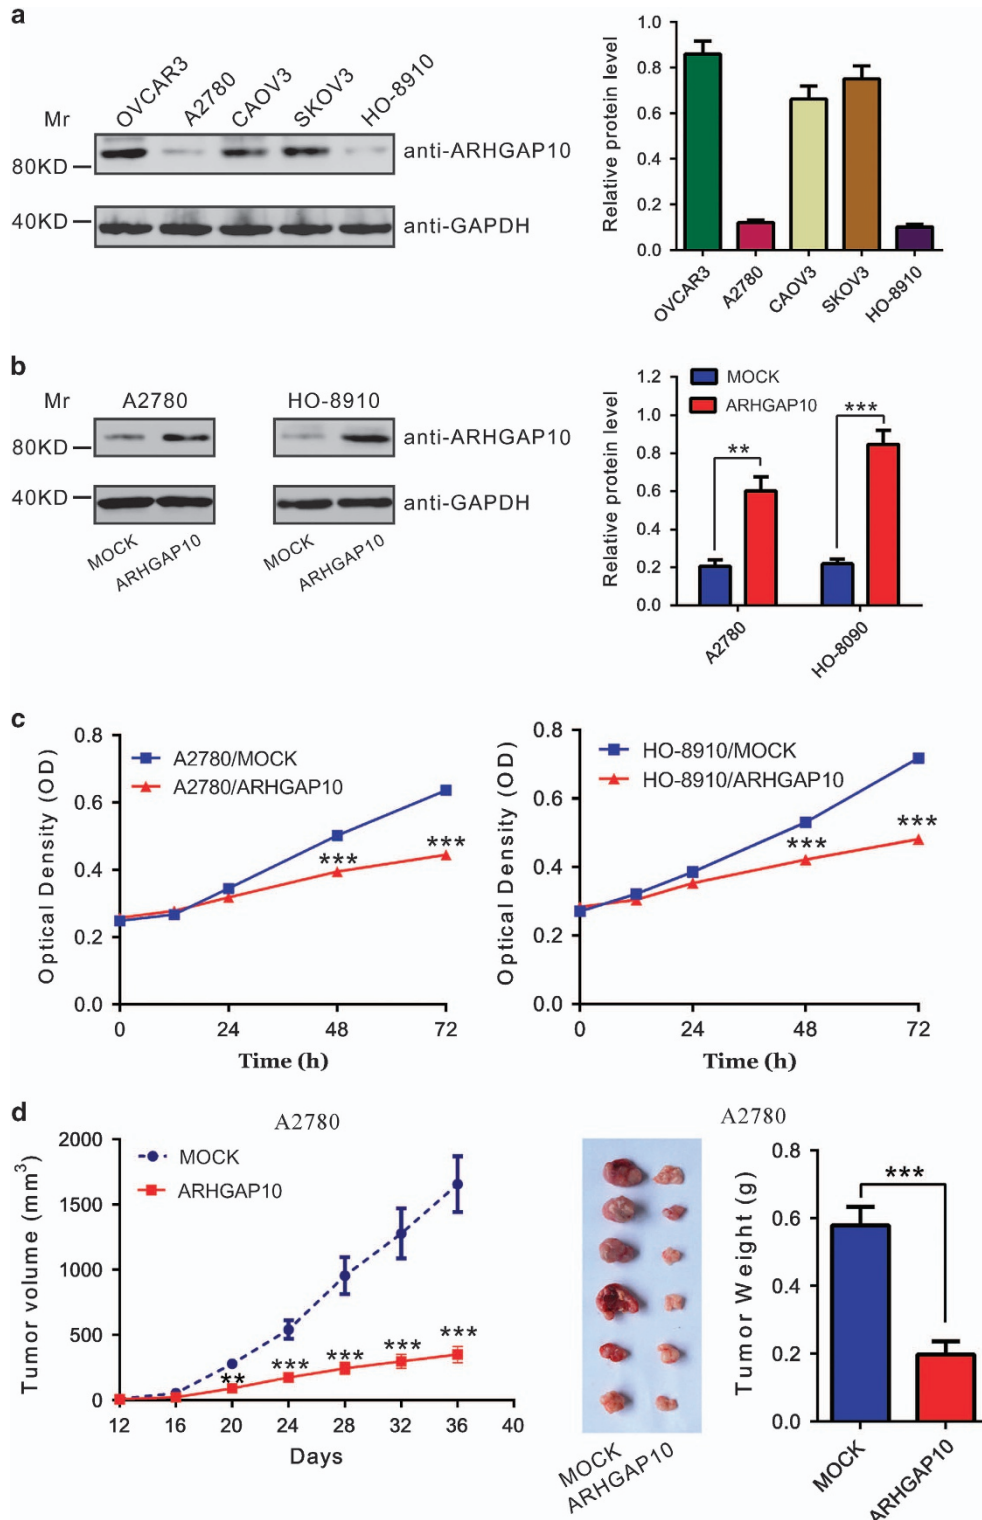 a
Mr
OVCAR3
A2780
CAOV3
SKOV3
HO-8910
80KD
anti-ARHGAP10
40KD
anti-GAPDH
Relative protein level
1.0
0.8
0.6
0.4
0.2
0.0
OVCAR3
A2780
CAOV3
SKOV3
HO-8910
b
Mr
A2780
HO-8910
80KD
anti-ARHGAP10
40KD
anti-GAPDH
MOCK
ARHGAP10
MOCK
ARHGAP10
Relative protein level
1.2
1.0
0.8
0.6
0.4
0.2
0.0
MOCK
ARHGAP10
**
***
A2780
HO-8090
c
Optical Density (OD)
0.8
0.6
0.4
0.2
0.0
A2780/MOCK
A2780/ARHGAP10
***
***
0 24 48 72
Time (h)
Optical Density (OD)
0.8
0.6
0.4
0.2
0.0
HO-8910/MOCK
HO-8910/ARHGAP10
***
***
0 24 48 72
Time (h)
d
A2780
Tumor volume (mm³)
2000
1500
1000
500
0
MOCK
ARHGAP10
**
***
***
***
***
12 16 20 24 28 32 36 40
Days
MOCK
ARHGAP10
A2780
Tumor Weight (g)
0.8
0.6
0.4
0.2
0.0
***
MOCK
ARHGAP10